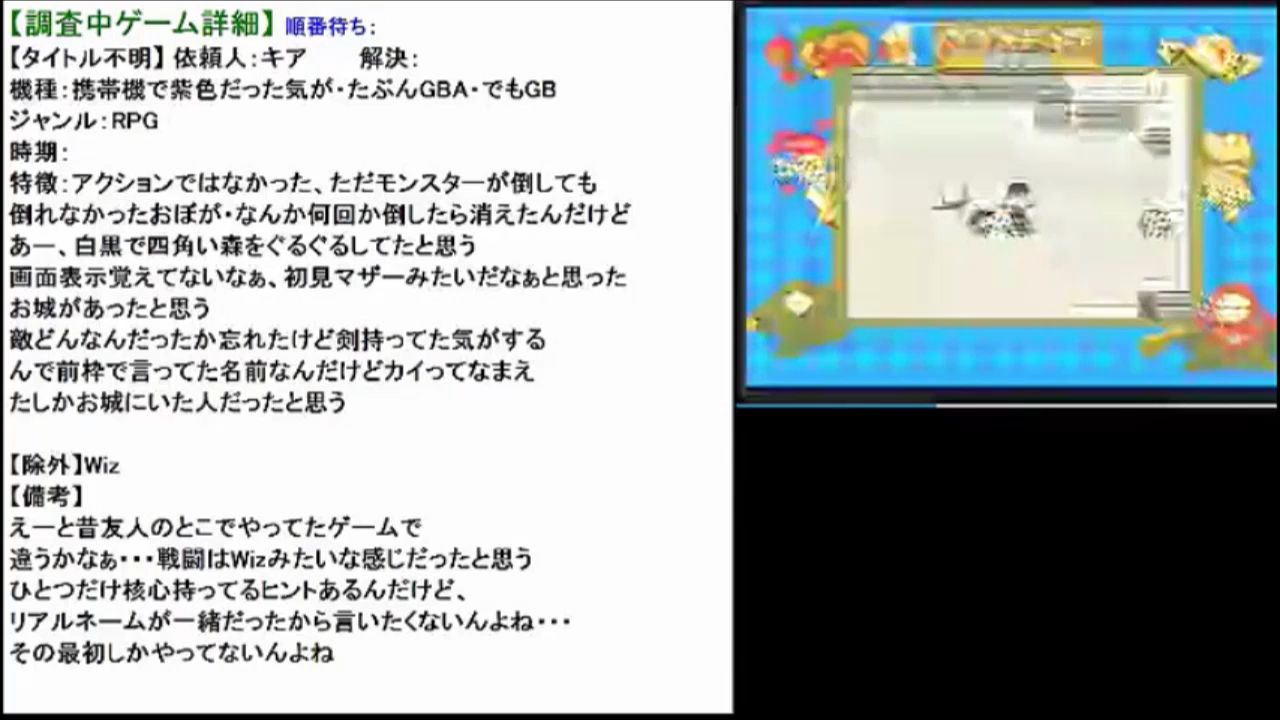 【調査中ゲーム詳細】 順番待ち：
【タイトル不明】 依頼人：キア　　解決：
機種：携帯機で紫色だった気が・たぶんGBA・でもGB
ジャンル：RPG
時期：
特徴：アクションではなかった、ただモンスターが倒しても
倒れなかったおぼが・なんか何回か倒したら消えたんだけど
あー、白黒で四角い森をぐるぐるしてたと思う
画面表示覚えてないなぁ、初見マザーみたいだなぁと思った
お城があったと思う
敵どんなんだったか忘れたけど剣持ってた気がする
んで前枠で言ってた名前なんだけどカイってなまえ
たしかお城にいた人だったと思う
【除外】Wiz
【備考】
えーと昔友人のとこでやってたゲームで
違うかなぁ・・・戦闘はWizみたいな感じだったと思う
ひとつだけ核心持ってるヒントあるんだけど、
リアルネームが一緒だったから言いたくないんよね・・・
その最初しかやってないんよね